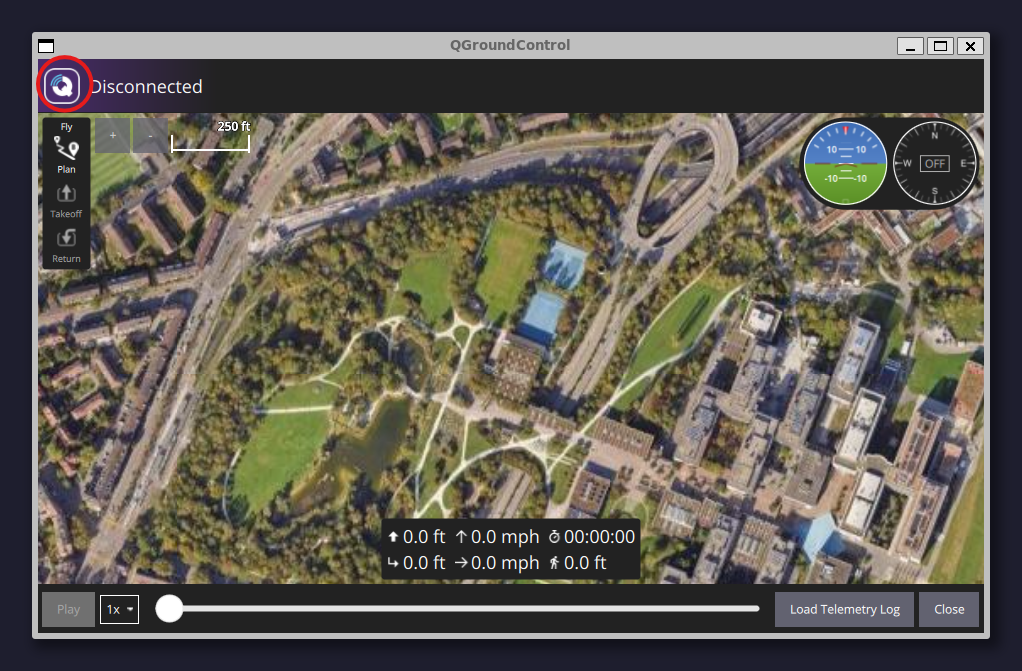 QGroundControl
Disconnected
Fly
Plan
Takeoff
Return
+ -
250 ft
10 10
-10 -10
N
W OFF E
S
0.0 ft 0.0 mph 00:00:00
0.0 ft 0.0 mph 0.0 ft
Play 1x Load Telemetry Log Close